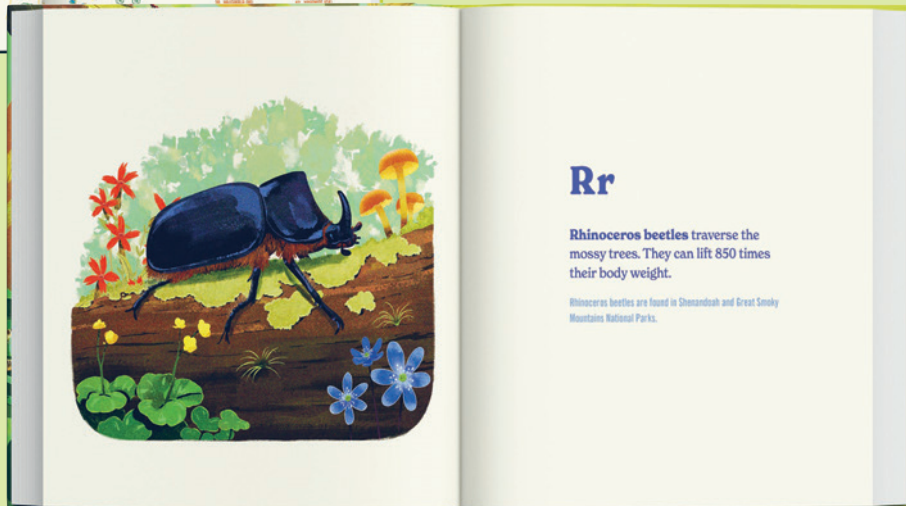 Rr
Rhinoceros beetles traverse the
mossy trees. They can lift 850 times
their body weight.
Rhinoceros beetles are found in Shenandoah and Great Smoky
Mountains National Parks.